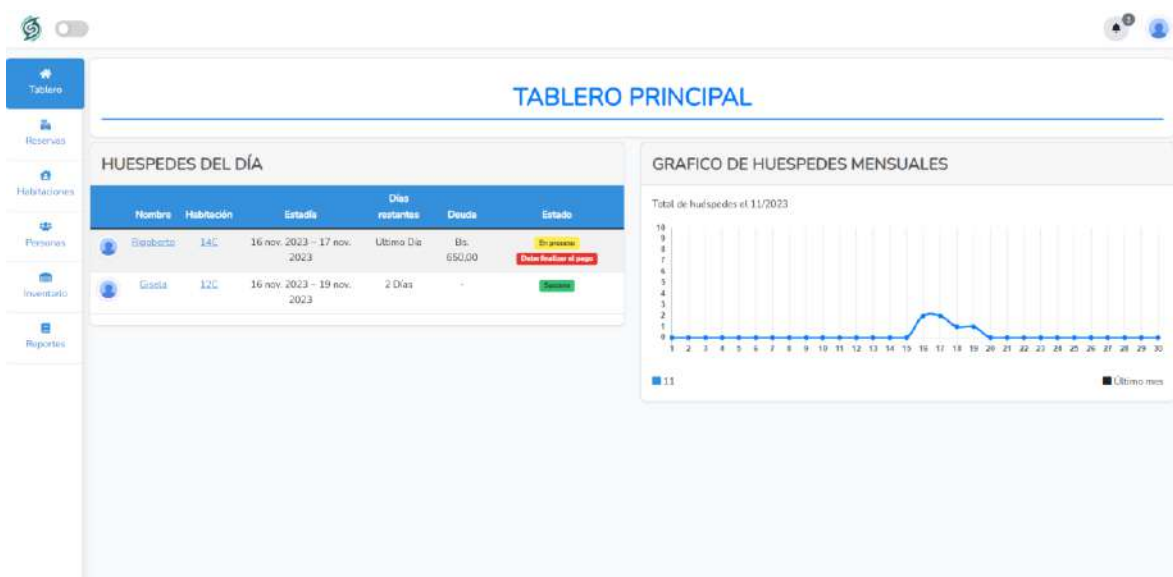 Tablero
Reservas
Habitaciones
Personas
Inventario
Reportes
TABLERO PRINCIPAL
HUESPEDES DEL DÍA
Nombre Habitación Estadía Días restantes Deuda Estado
Rigoberto 14C 16 nov. 2023 – 17 nov. 2023 Ultimo Día Bs. 650,00 En proceso
Debe finalizar el pago
Gisela 12C 16 nov. 2023 – 19 nov. 2023 2 Días -
GRAFICO DE HUESPEDES MENSUALES
Total de huéspedes el 11/2023
10
9
8
7
6
5
4
3
2
1
0
1 2 3 4 5 6 7 8 9 10 11 12 13 14 15 16 17 18 19 20 21 22 23 24 25 26 27 28 29 30
11 Último mes